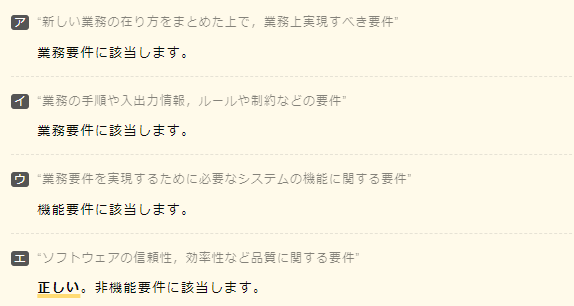 ア “新しい業務の在り方をまとめた上で，業務上実現すべき要件”
業務要件に該当します。
イ “業務の手順や入出力情報，ルールや制約などの要件”
業務要件に該当します。
ウ “業務要件を実現するために必要なシステムの機能に関する要件”
機能要件に該当します。
エ “ソフトウェアの信頼性，効率性など品質に関する要件”
正しい。非機能要件に該当します。